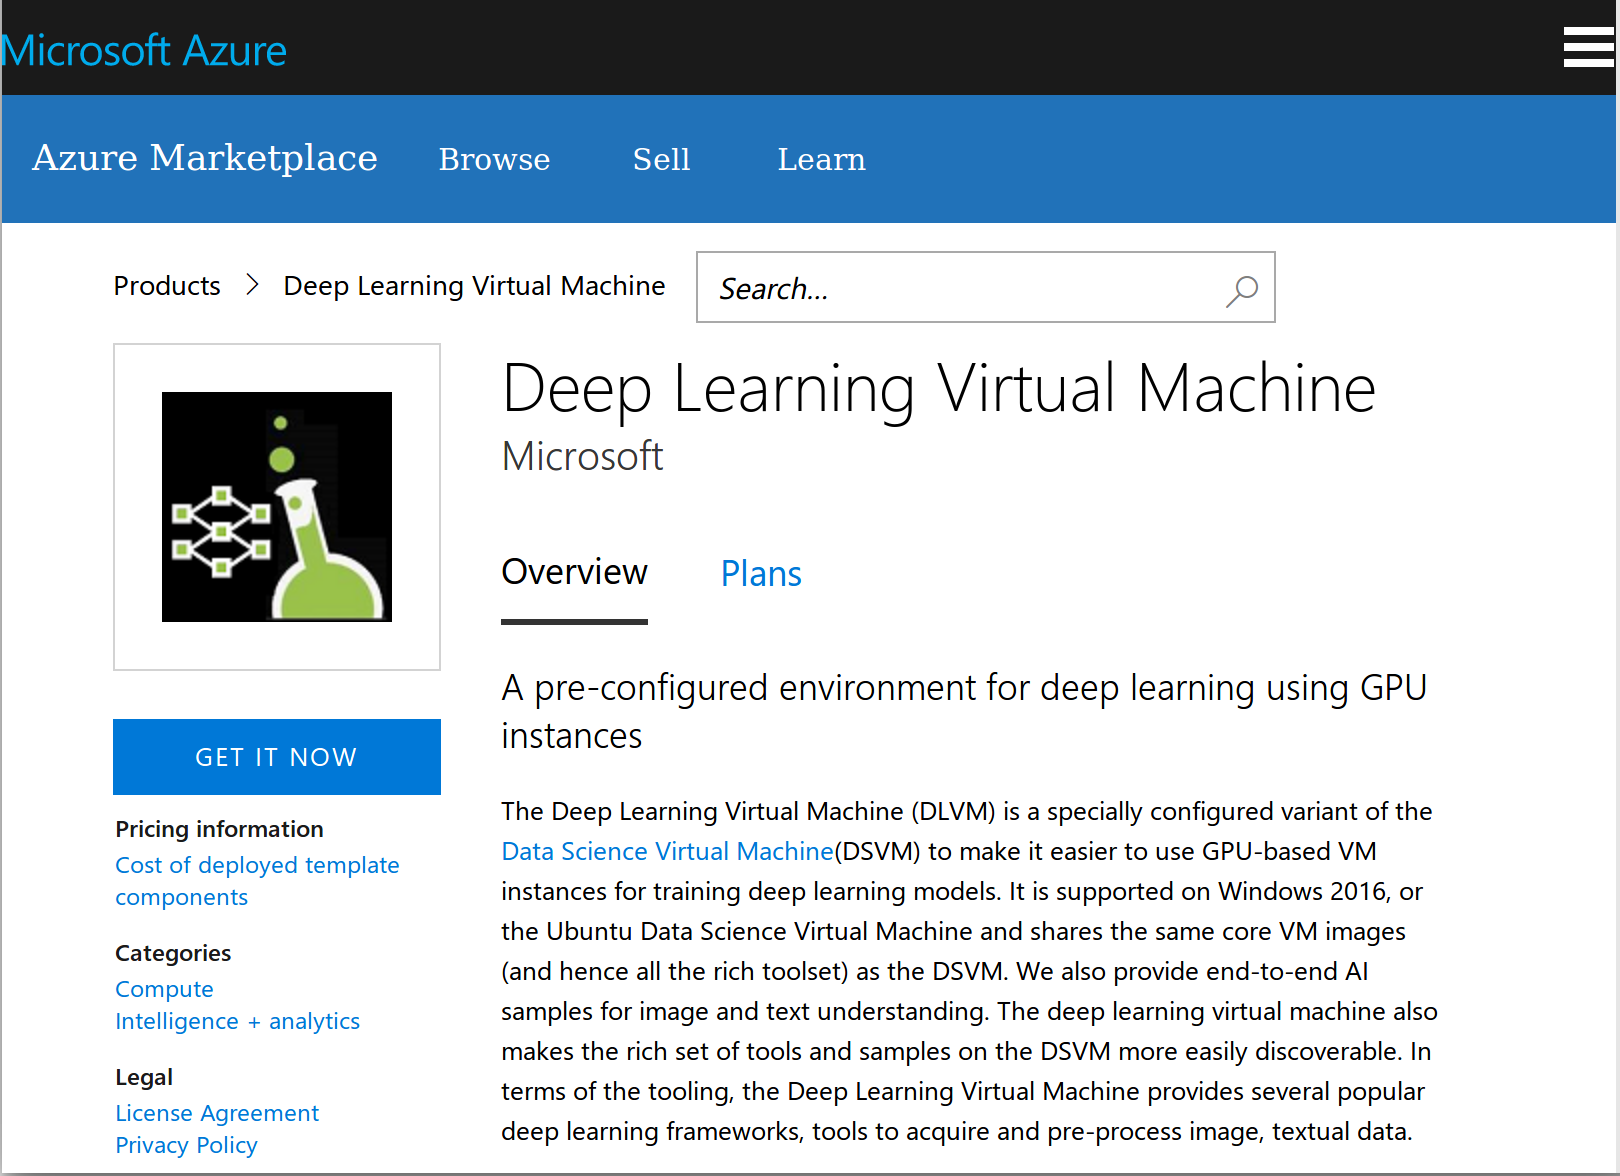 Microsoft Azure
Azure Marketplace Browse Sell Learn
Products > Deep Learning Virtual Machine Search...
Deep Learning Virtual Machine
Microsoft
Overview Plans
A pre-configured environment for deep learning using GPU
instances
The Deep Learning Virtual Machine (DLVM) is a specially configured variant of the
Data Science Virtual Machine(DSVM) to make it easier to use GPU-based VM
instances for training deep learning models. It is supported on Windows 2016, or
the Ubuntu Data Science Virtual Machine and shares the same core VM images
(and hence all the rich toolset) as the DSVM. We also provide end-to-end AI
samples for image and text understanding. The deep learning virtual machine also
makes the rich set of tools and samples on the DSVM more easily discoverable. In
terms of the tooling, the Deep Learning Virtual Machine provides several popular
deep learning frameworks, tools to acquire and pre-process image, textual data.
GET IT NOW
Pricing information
Cost of deployed template
components
Categories
Compute
Intelligence + analytics
Legal
License Agreement
Privacy Policy